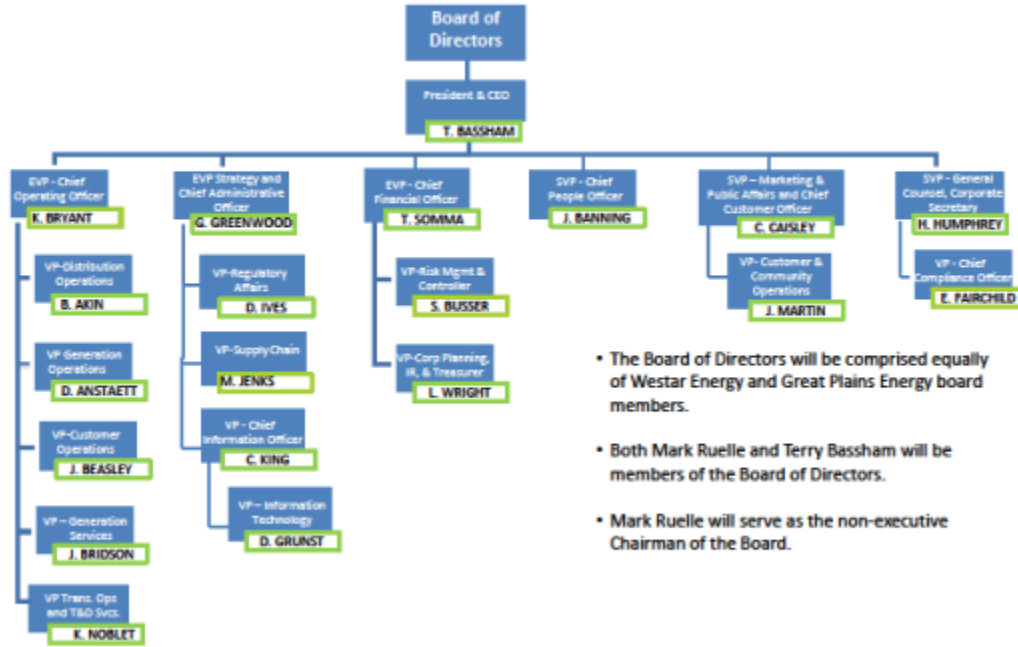 Board of
Directors
President & CEO
T. BASSHAM
EVP - Chief
Operating Officer
K. BRYANT
VP-Distribution
Operations
B. AKIN
VP Generation
Operations
D. ANSTAETT
VP-Customer
Operations
J. BEASLEY
VP – Generation
Services
J. BRIDSON
VP Trans. Ops
and T&D Svcs.
K. NOBLET
EVP Strategy and
Chief Administrative
Officer
G. GREENWOOD
VP-Regulatory
Affairs
D. IVES
VP-Supply Chain
M. JENKS
VP - Chief
Information Officer
C. KING
VP – Information
Technology
D. GRUNST
EVP - Chief
Financial Officer
T. SOMMA
VP-Risk Mgmt &
Controller
S. BUSSER
VP-Corp Planning,
IR, & Treasurer
L. WRIGHT
SVP - Chief
People Officer
J. BANNING
SVP – Marketing &
Public Affairs and Chief
Customer Officer
C. CAISLEY
VP- Customer &
Community
Operations
J. MARTIN
SVP - General
Counsel, Corporate
Secretary
H. HUMPHREY
VP - Chief
Compliance Officer
E. FAIRCHILD
• The Board of Directors will be comprised equally
of Westar Energy and Great Plains Energy board
members.
• Both Mark Ruelle and Terry Bassham will be
members of the Board of Directors.
• Mark Ruelle will serve as the non-executive
Chairman of the Board.